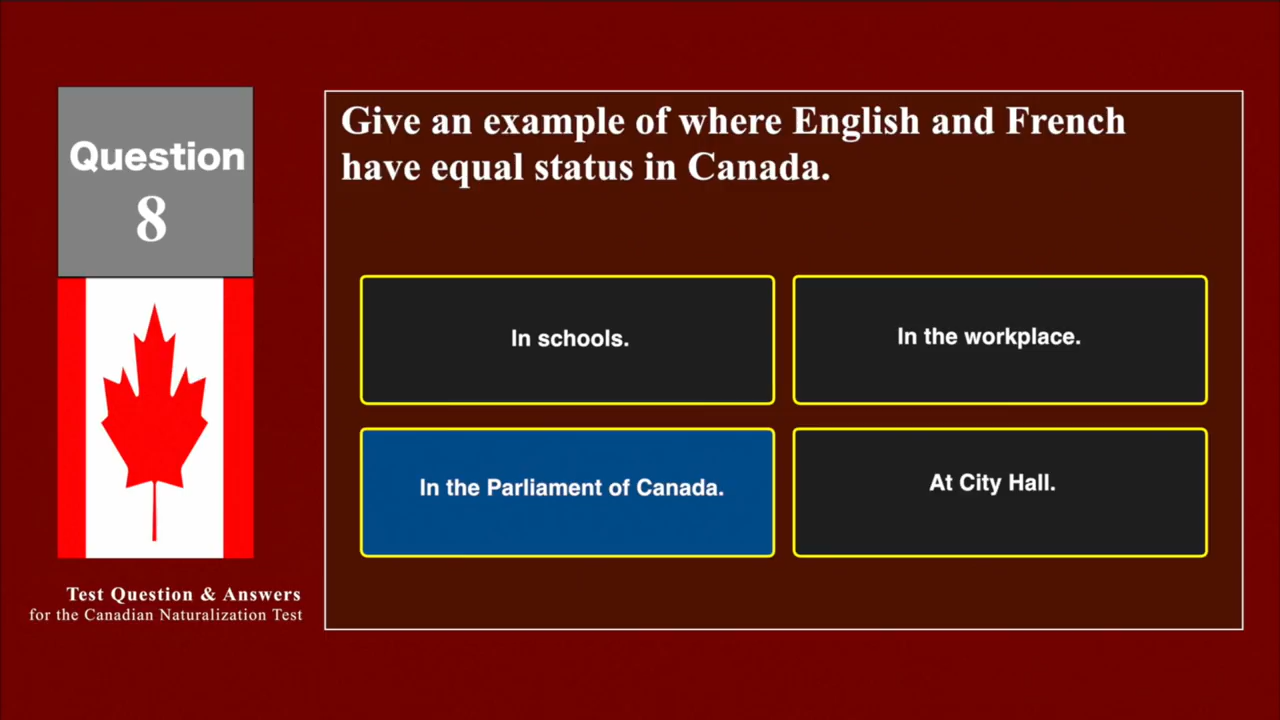 Question
8
Give an example of where English and French
have equal status in Canada.
In schools.
In the workplace.
In the Parliament of Canada.
At City Hall.
Test Question & Answers
for the Canadian Naturalization Test